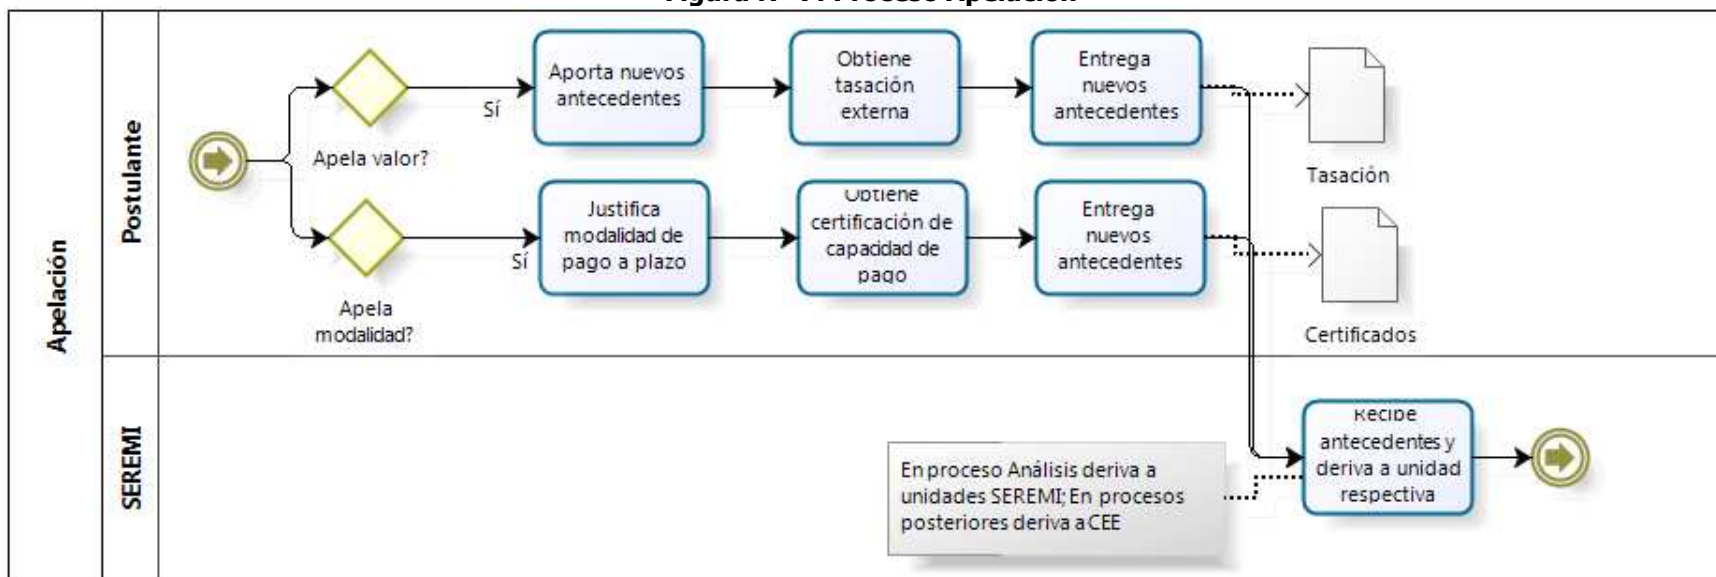 Apelación
Postulante
Apela valor?
Sí
Aporta nuevos
antecedentes
Obtiene
tasación
externa
Entrega
nuevos
antecedentes
Tasación
Apela
modalidad?
Sí
Justifica
modalidad de
pago a plazo
Obtiene
certificación de
capacidad de
pago
Entrega
nuevos
antecedentes
Certificados
SEREMI
En proceso Análisis deriva a
unidades SEREMI; En procesos
posteriores deriva a CEE
Recibe
antecedentes y
deriva a unidad
respectiva